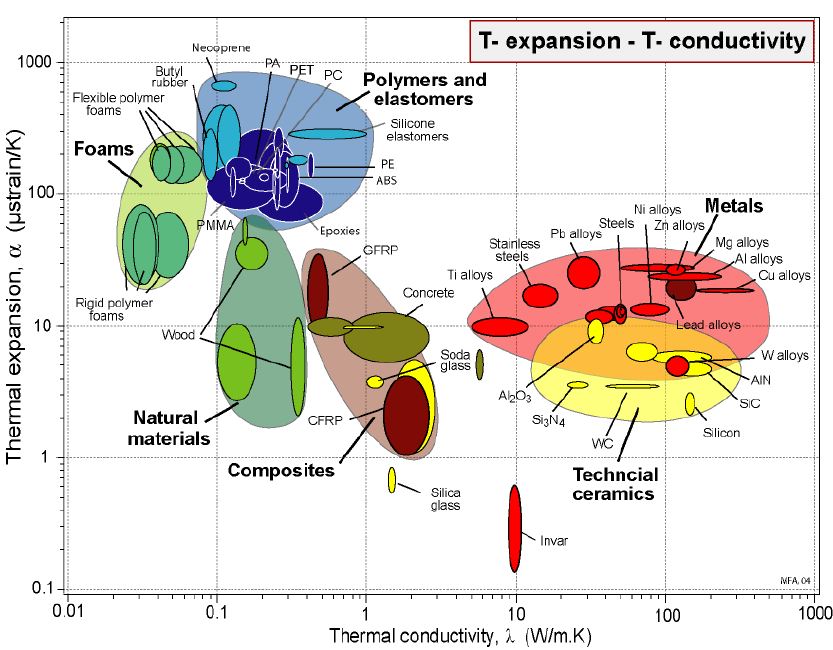 T- expansion - T- conductivity
Thermal expansion, α (µstrain/K)
1000
100
10
1
0.1
0.01
0.1
1
10
100
1000
Thermal conductivity, λ (W/m.K)
Necoprene
Butyl
rubber
Flexible polymer
foams
Foams
PA
PET
PC
Polymers and
elastomers
Silicone
elastomers
PE
ABS
PMMA
Epoxies
Rigid polymer
foams
Wood
Natural
materials
GFRP
Concrete
Soda
glass
CFRP
Composites
Silica
glass
Ti alloys
Stainless
steels
Pb alloys
Steels
Ni alloys
Zn alloys
Metals
Mg alloys
Al alloys
Cu alloys
Lead alloys
W alloys
AlN
SiC
Silicon
Al2O3
Si3N4
WC
Techncial
ceramics
Invar
MFA, 04